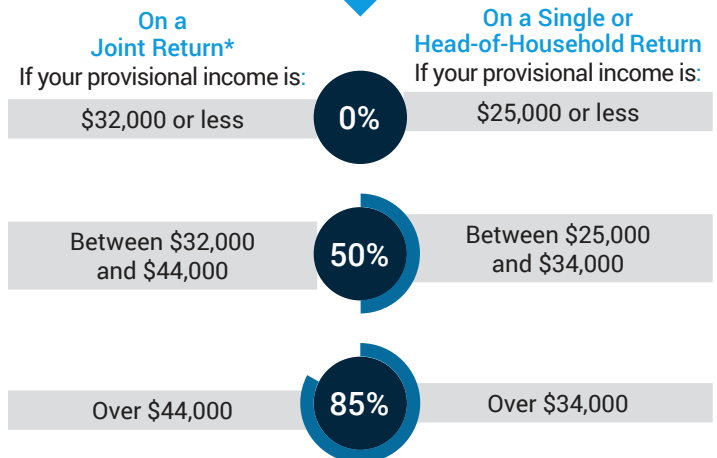 On a
Joint Return*
If your provisional income is:
On a Single or
Head-of-Household Return
If your provisional income is:
$32,000 or less
0%
$25,000 or less
Between $32,000
and $44,000
50%
Between $25,000
and $34,000
Over $44,000
85%
Over $34,000